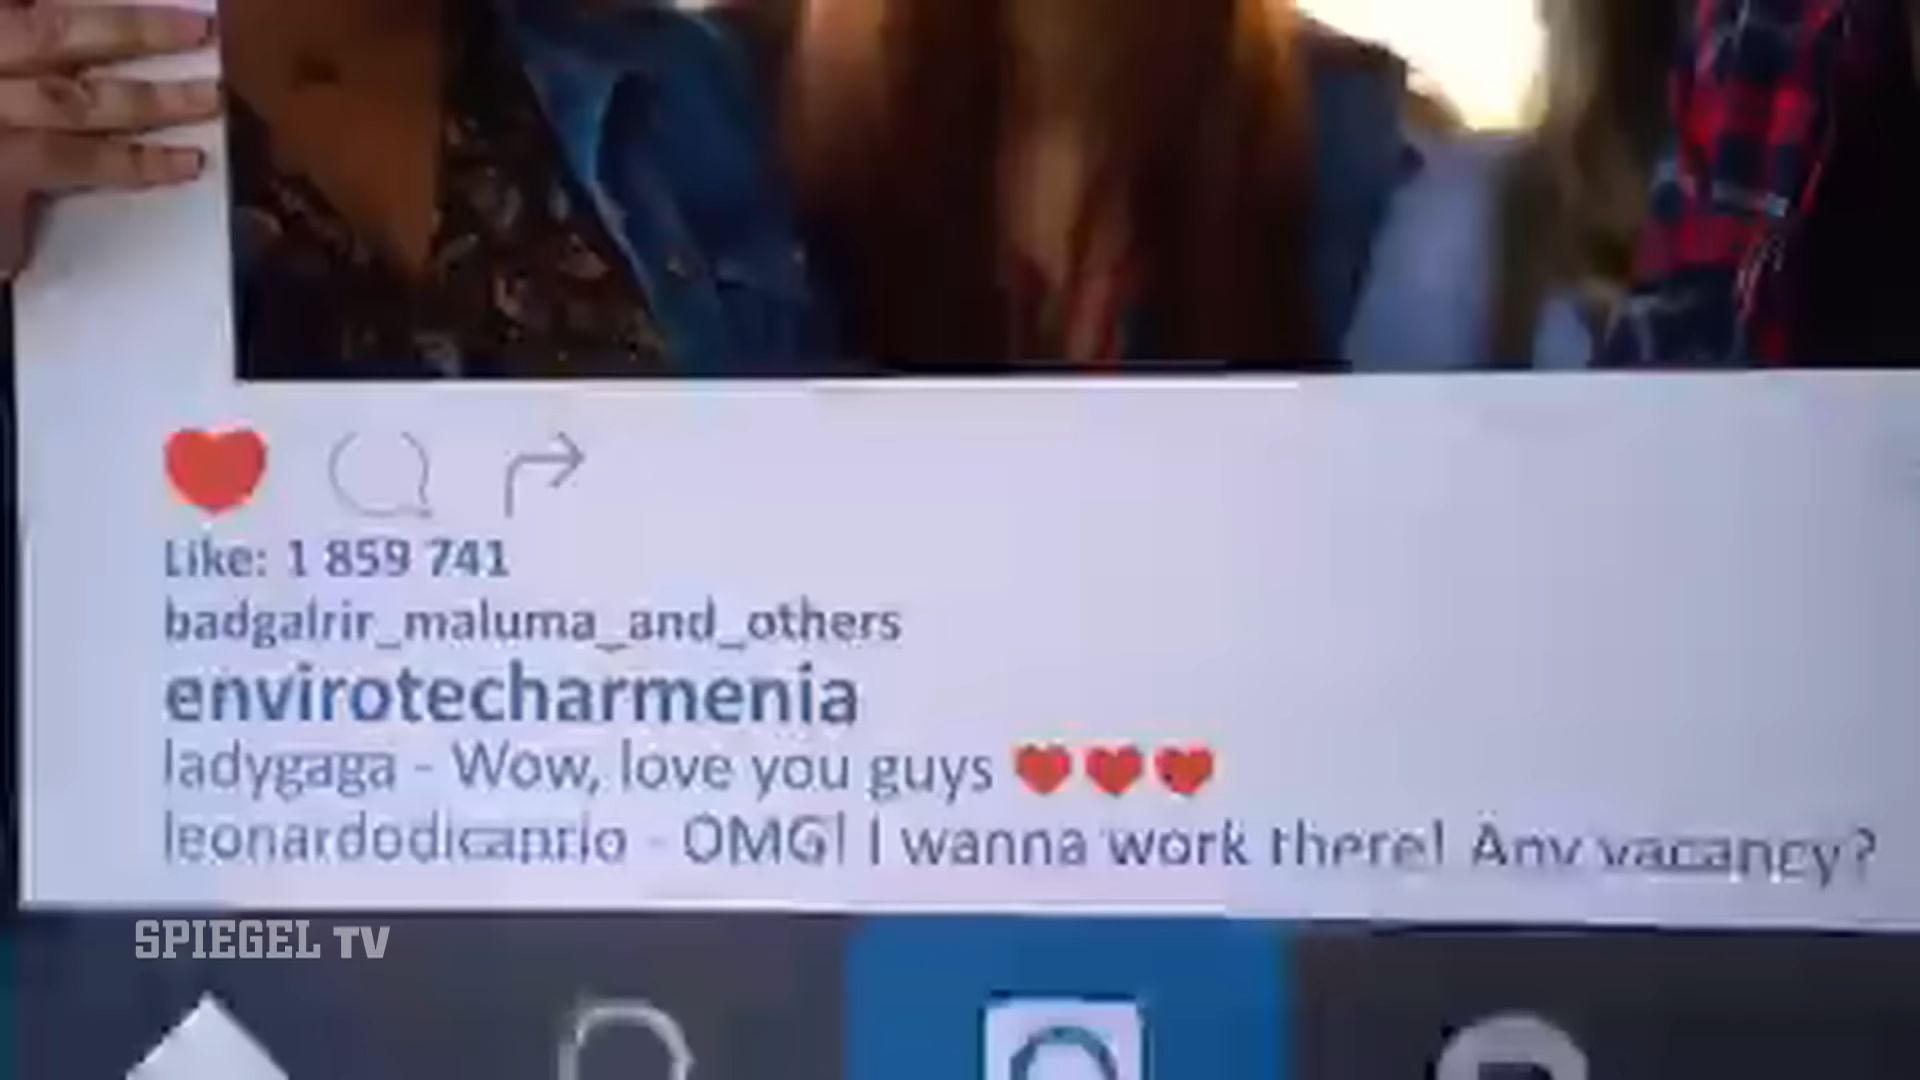 Like: 1 859 741
badgalrir_maluma_and_others
envirotecharmenia
ladygaga - Wow, love you guys ❤❤❤
leonardodicaprio - OMG! I wanna work there! Any vacancy?
SPIEGEL TV